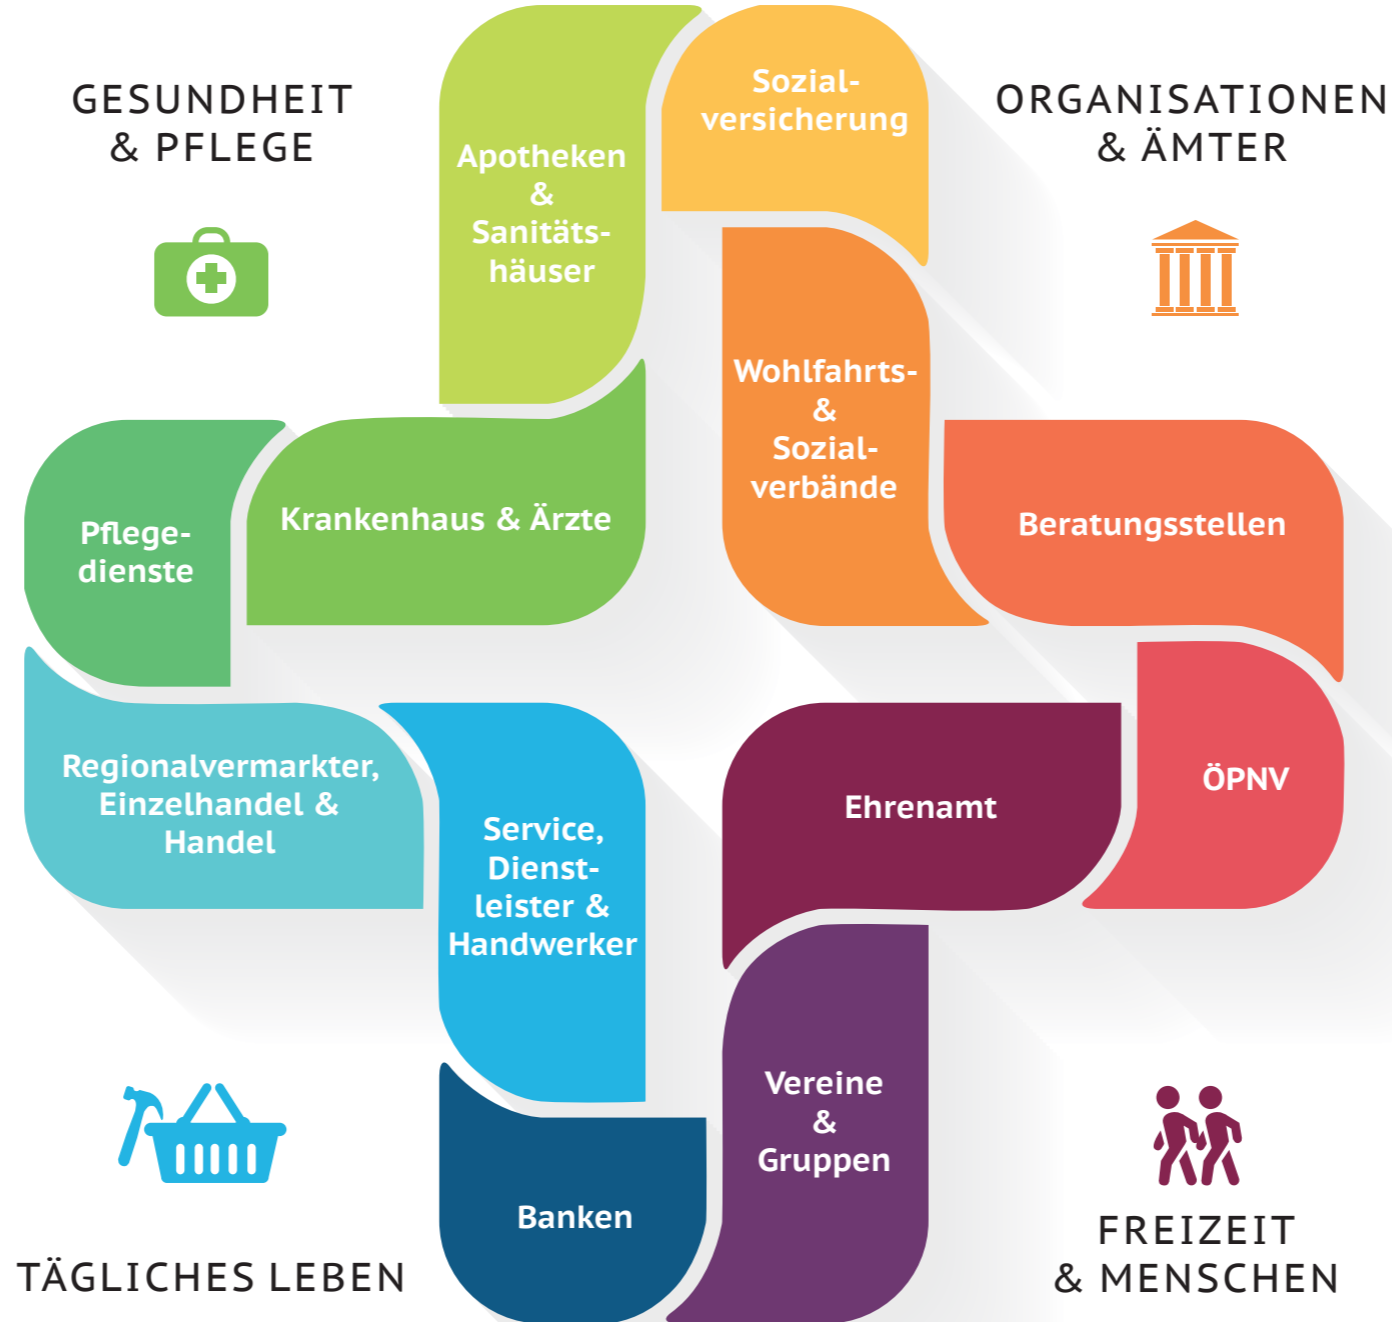 GESUNDHEIT
& PFLEGE
Apotheken
&
Sanitäts-
häuser
Sozial-
versicherung
ORGANISATIONEN
& ÄMTER
Wohlfahrts-
&
Sozial-
verbände
Pflege-
dienste
Krankenhaus & Ärzte
Beratungsstellen
Regionalvermarkter,
Einzelhandel &
Handel
Service,
Dienst-
leister &
Handwerker
Ehrenamt
ÖPNV
Vereine
&
Gruppen
Banken
TÄGLICHES LEBEN
FREIZEIT
& MENSCHEN